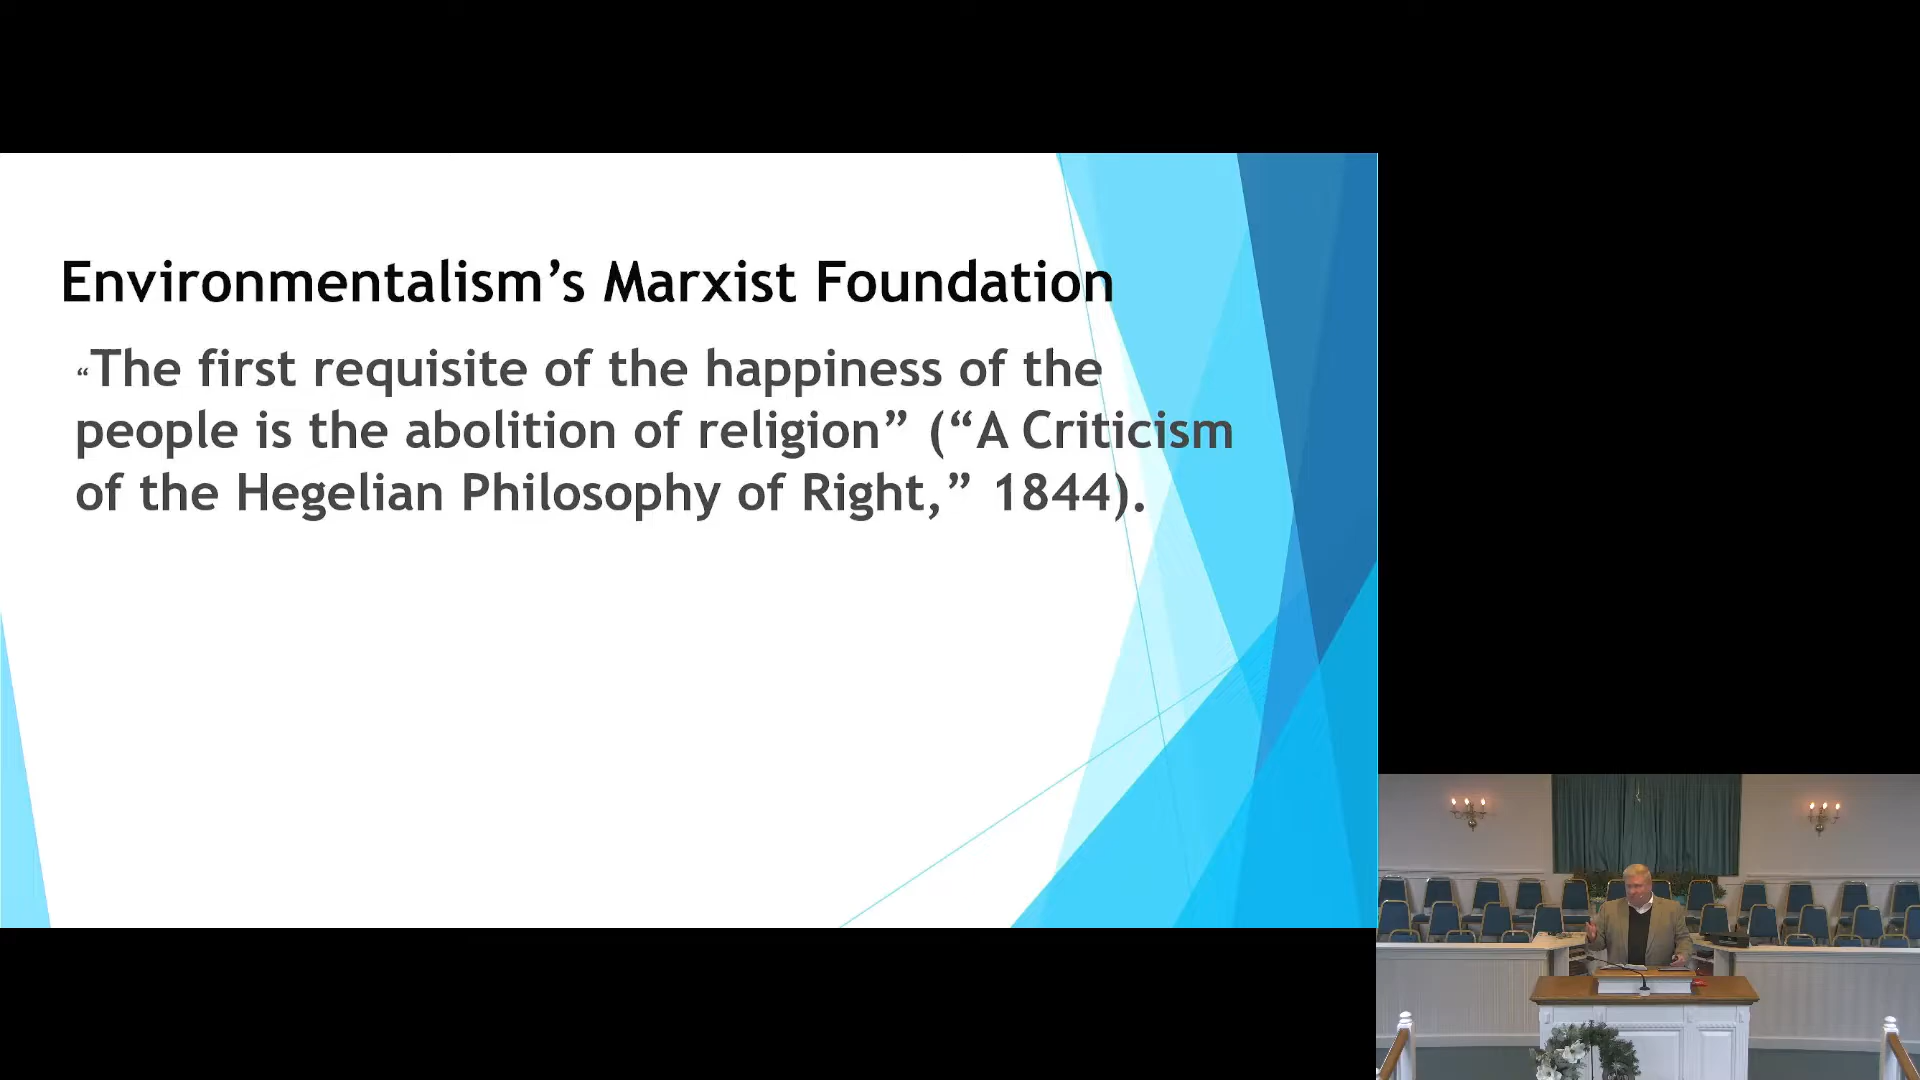 Environmentalism’s Marxist Foundation
“The first requisite of the happiness of the
people is the abolition of religion” (“A Criticism
of the Hegelian Philosophy of Right,” 1844).